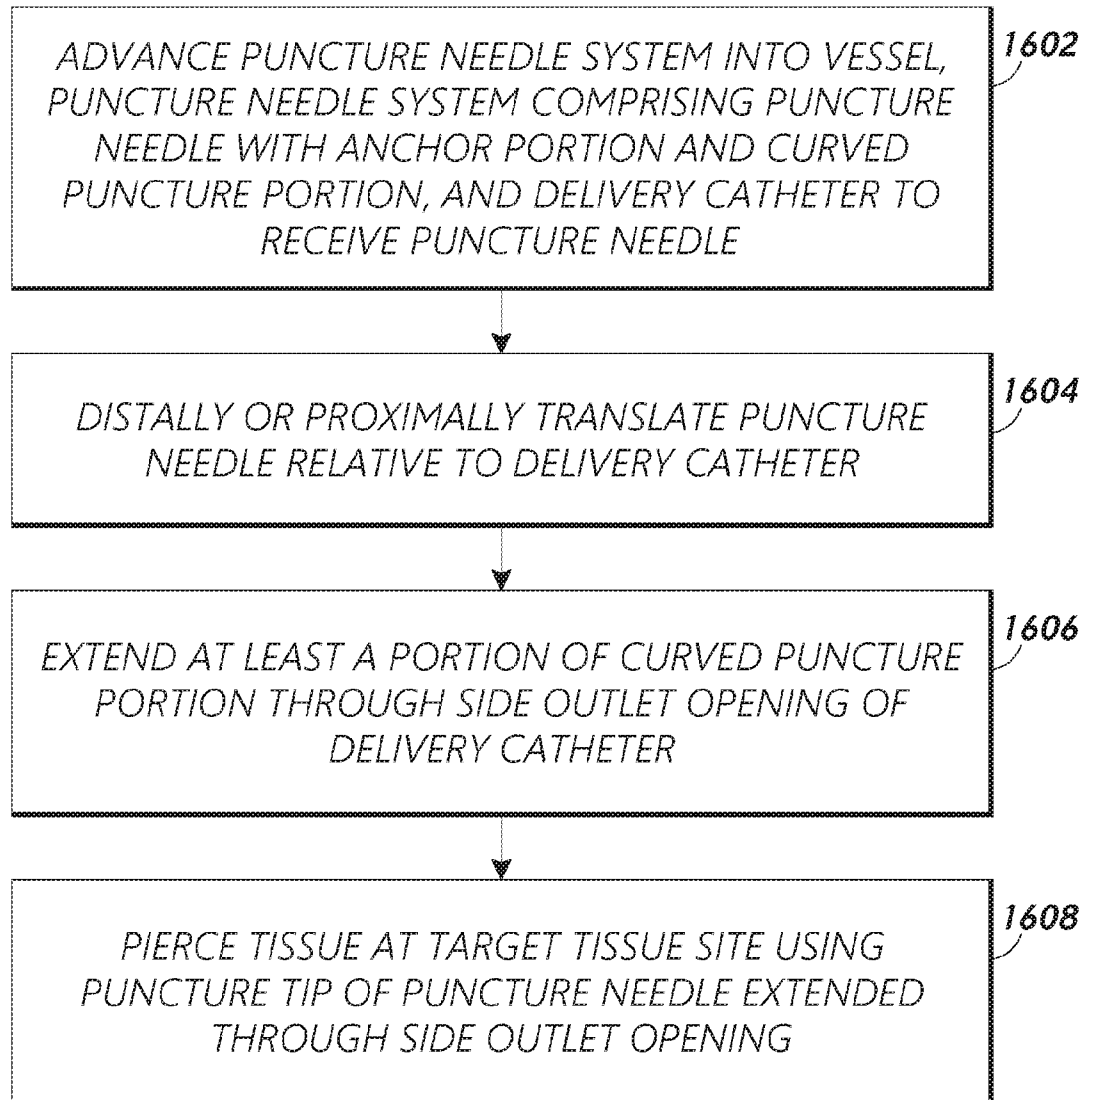 ADVANCE PUNCTURE NEEDLE SYSTEM INTO VESSEL,
PUNCTURE NEEDLE SYSTEM COMPRISING PUNCTURE
NEEDLE WITH ANCHOR PORTION AND CURVED
PUNCTURE PORTION, AND DELIVERY CATHETER TO
RECEIVE PUNCTURE NEEDLE
1602
DISTALLY OR PROXIMALLY TRANSLATE PUNCTURE
NEEDLE RELATIVE TO DELIVERY CATHETER
1604
EXTEND AT LEAST A PORTION OF CURVED PUNCTURE
PORTION THROUGH SIDE OUTLET OPENING OF
DELIVERY CATHETER
1606
PIERCE TISSUE AT TARGET TISSUE SITE USING
PUNCTURE TIP OF PUNCTURE NEEDLE EXTENDED
THROUGH SIDE OUTLET OPENING
1608